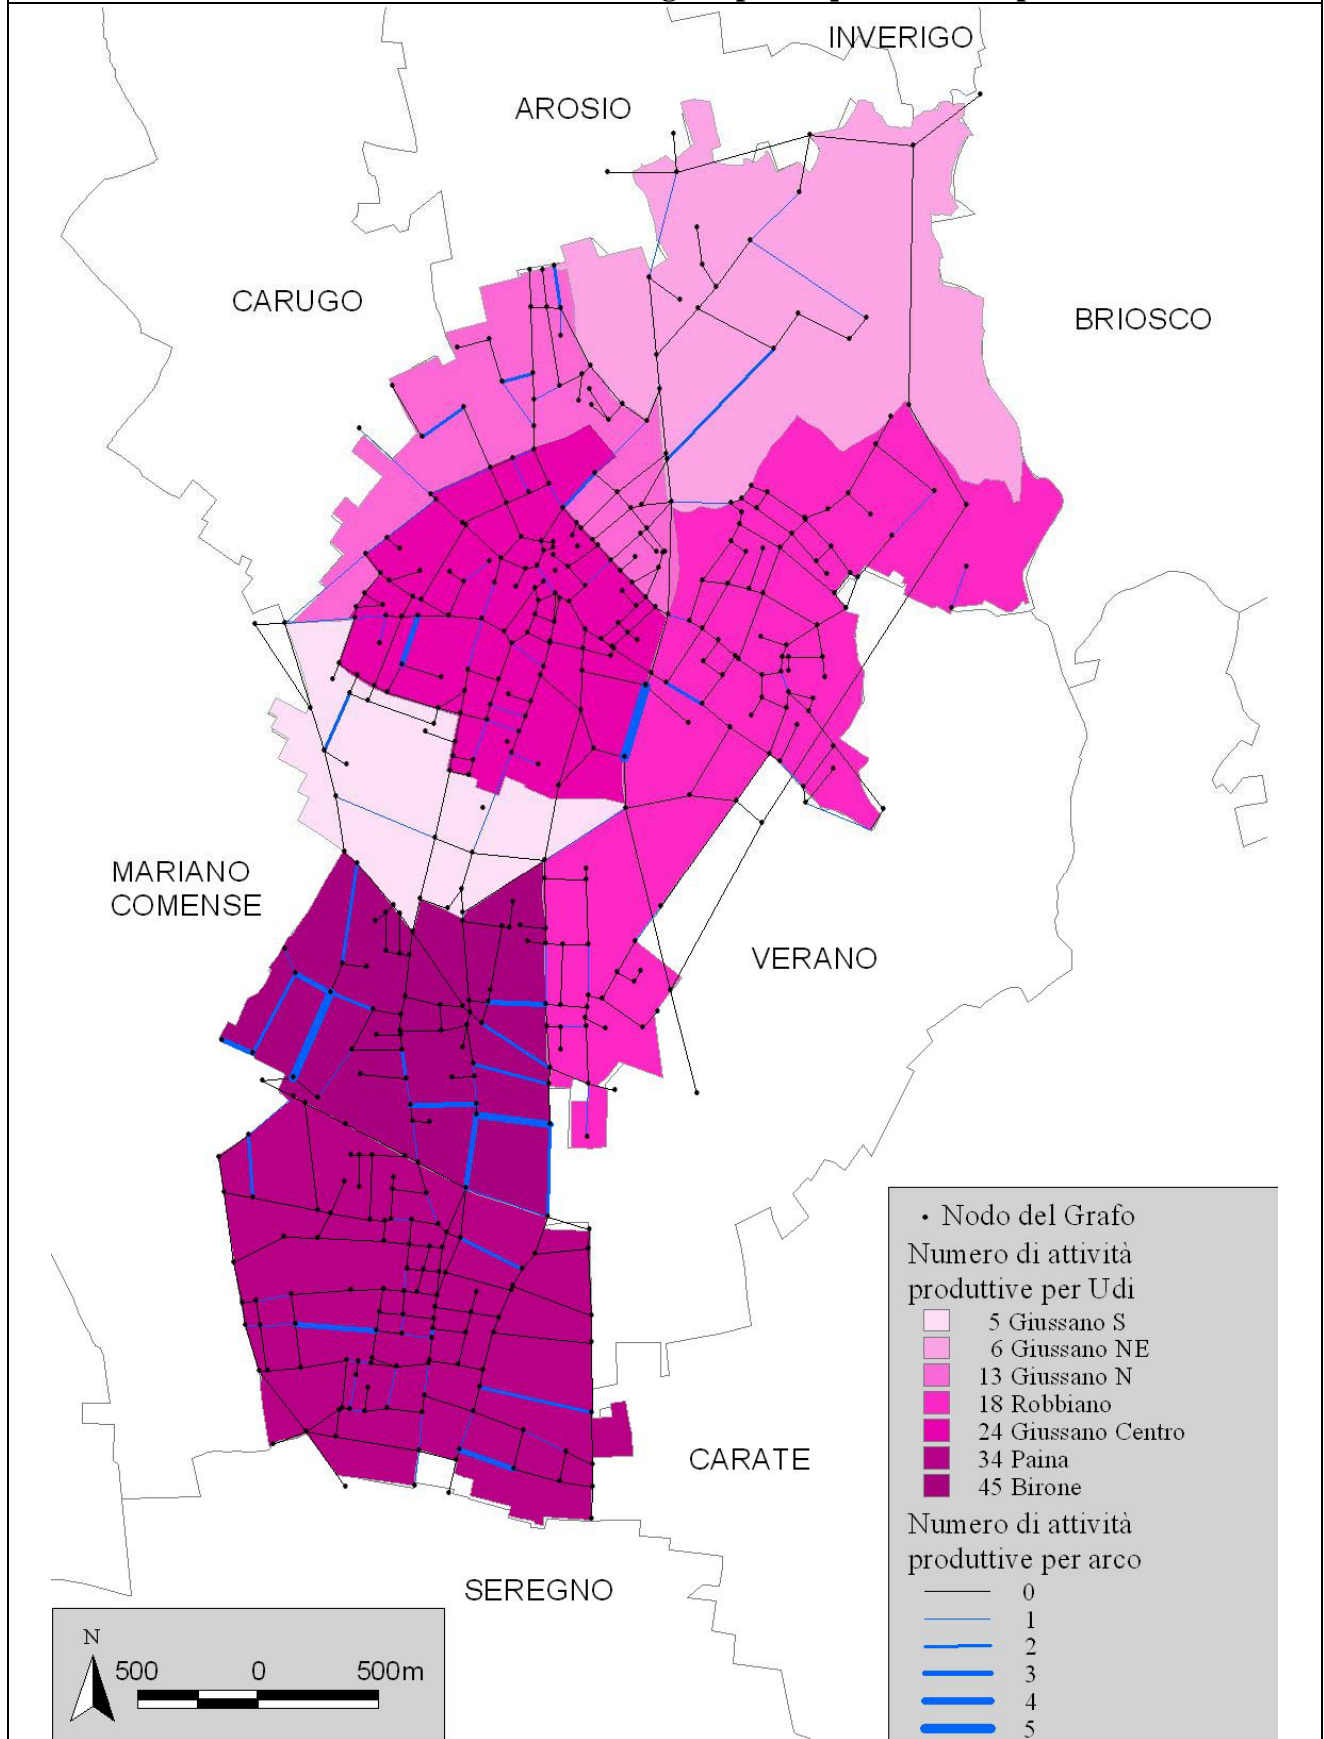 INVERIGO
AROSIO
CARUGO
BRIOSCO
MARIANO
COMENSE
VERANO
CARATE
SEREGNO
• Nodo del Grafo
Numero di attività
produttive per Udi
5 Giussano S
6 Giussano NE
13 Giussano N
18 Robbiano
24 Giussano Centro
34 Paina
45 Birone
Numero di attività
produttive per arco
0
1
2
3
4
5
N
500 0 500m